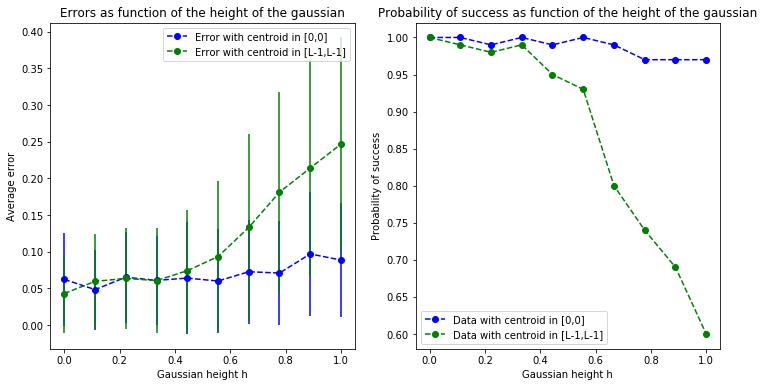 Errors as function of the height of the gaussian
Error with centroid in [0,0]
Error with centroid in [L-1,L-1]
0.40
0.35
0.30
0.25
0.20
0.15
0.10
0.05
0.00
Average error
0.0 0.2 0.4 0.6 0.8 1.0
Gaussian height h
Probability of success as function of the height of the gaussian
1.00
0.95
0.90
0.85
0.80
0.75
0.70
0.65
0.60
Probability of success
Data with centroid in [0,0]
Data with centroid in [L-1,L-1]
0.0 0.2 0.4 0.6 0.8 1.0
Gaussian height h